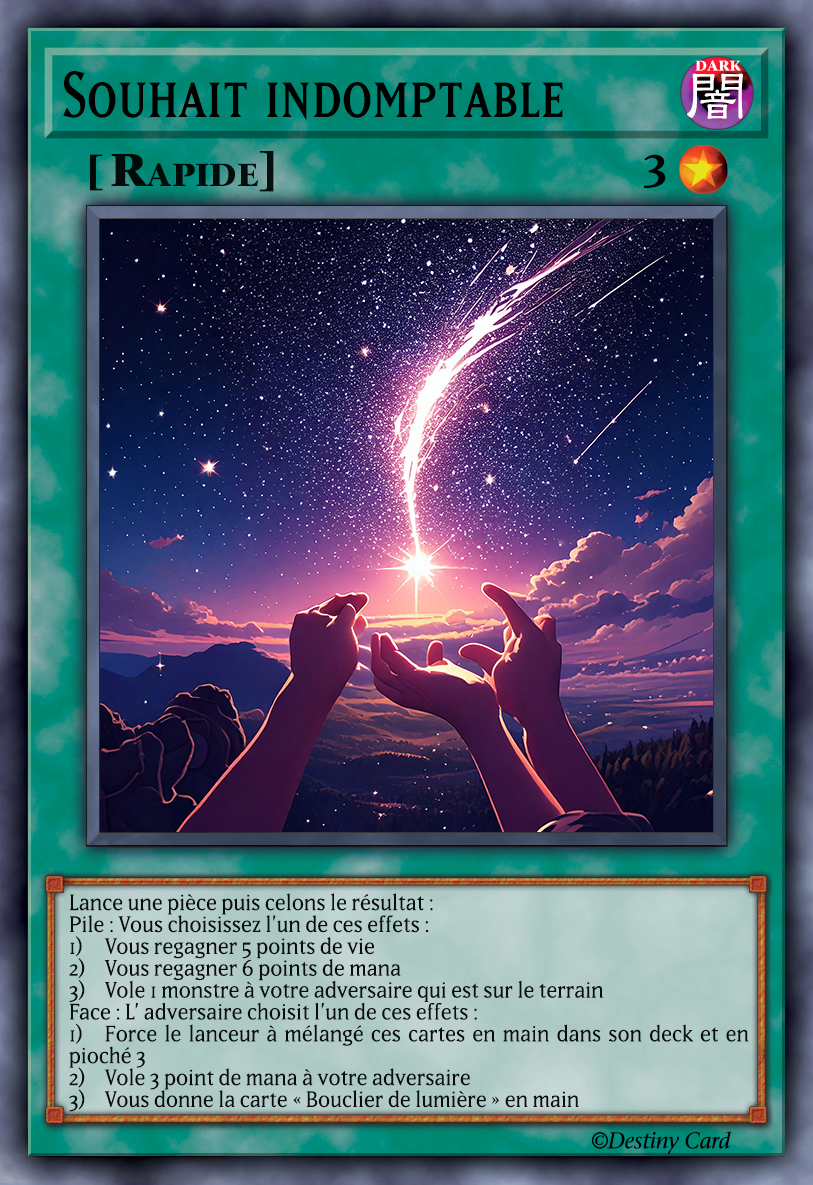 Souhait indomptable
DARK
闇
[ Rapide]
3
Lance une pièce puis celons le résultat :
Pile : Vous choisissez l'un de ces effets :
1) Vous regagner 5 points de vie
2) Vous regagner 6 points de mana
3) Vole 1 monstre à votre adversaire qui est sur le terrain
Face : L' adversaire choisit l'un de ces effets :
1) Force le lanceur à mélangé ces cartes en main dans son deck et en
pioché 3
2) Vole 3 point de mana à votre adversaire
3) Vous donne la carte « Bouclier de lumière » en main
©Destiny Card